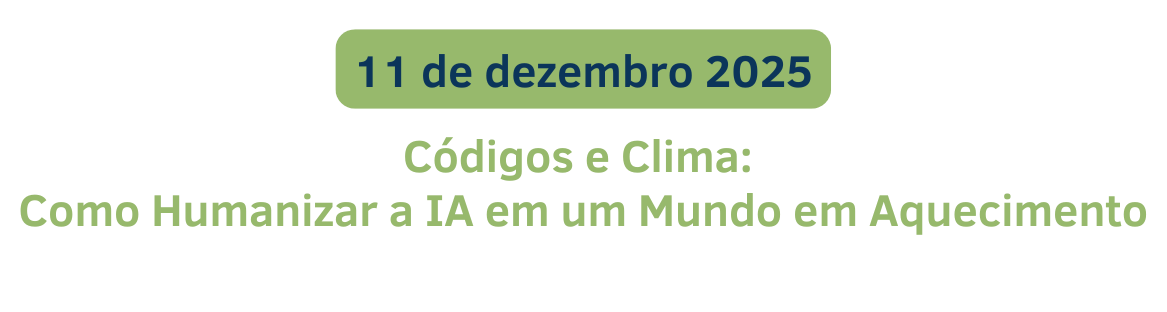 11 de dezembro 2025
Códigos e Clima:
Como Humanizar a IA em um Mundo em Aquecimento